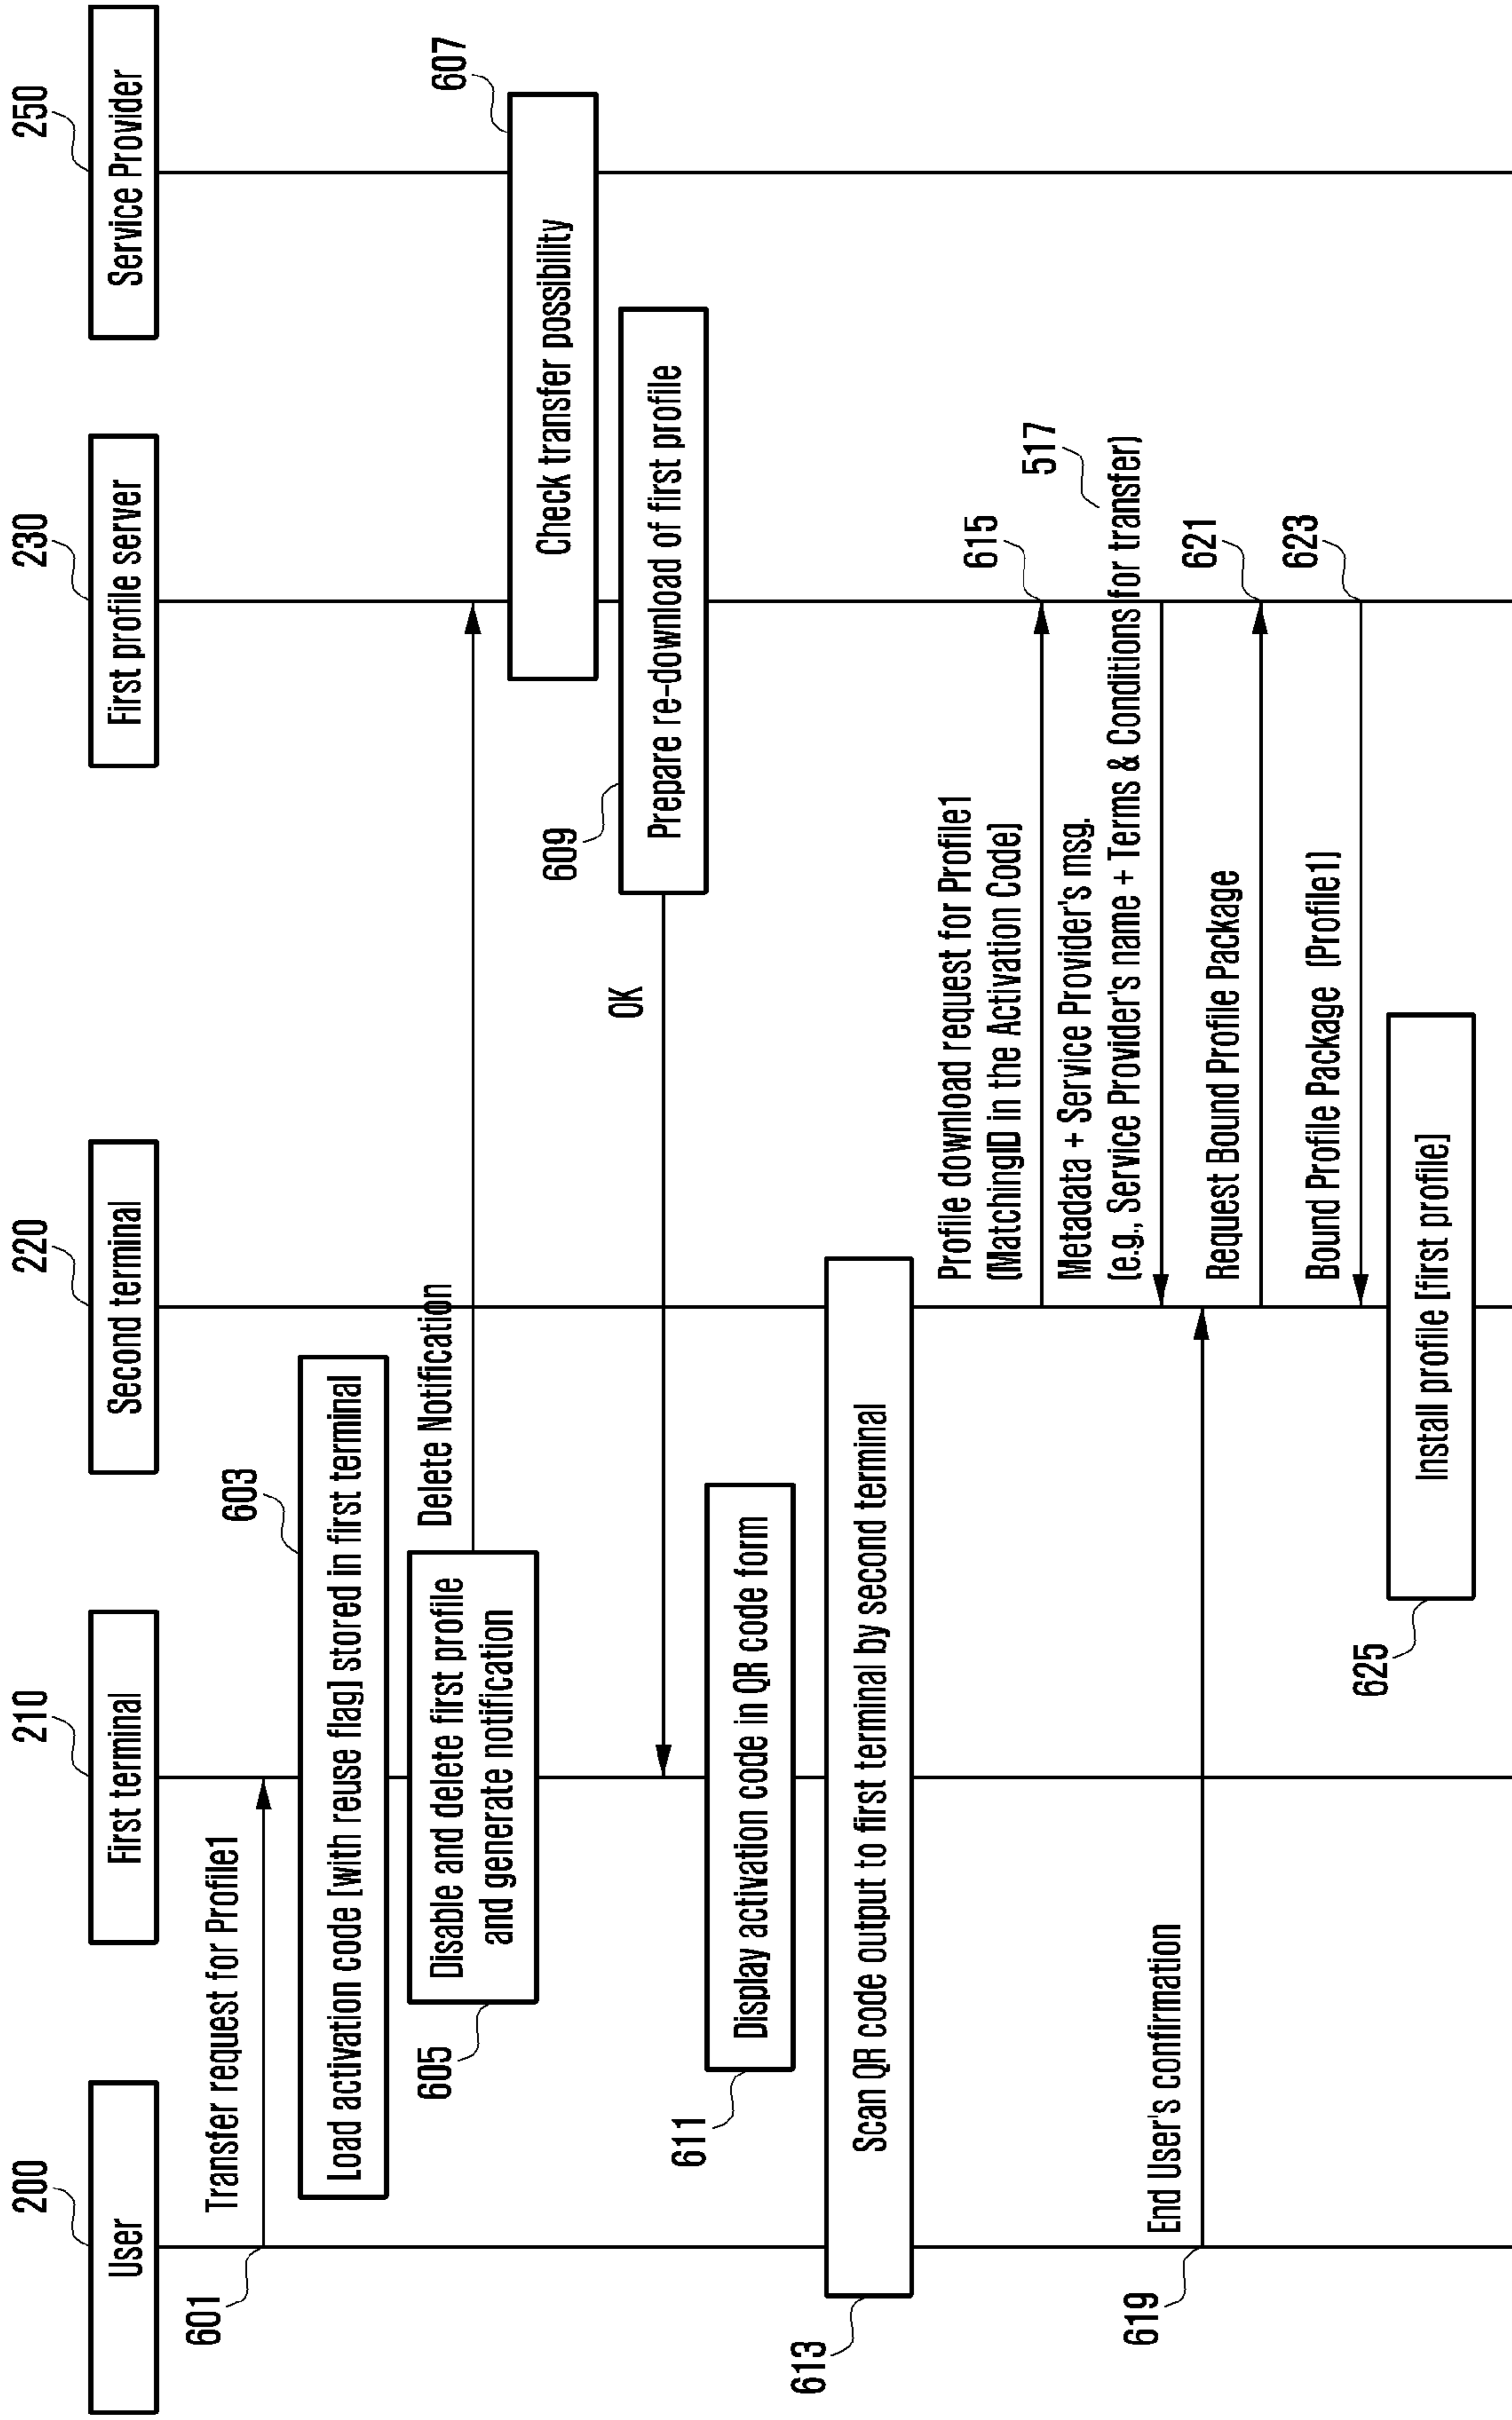 200
210
220
230
250
User
First terminal
Second terminal
First profile server
Service Provider
601
Transfer request for Profile1
603
Load activation code [with reuse flag] stored in first terminal
605
Disable and delete first profile
and generate notification
Delete Notification
607
Check transfer possibility
609
Prepare re-download of first profile
OK
611
Display activation code in QR code form
613
Scan QR code output to first terminal by second terminal
Profile download request for Profile1
(MatchingID in the Activation Code)
615
Metadata + Service Provider's msg.
(e.g., Service Provider's name + Terms & Conditions for transfer)
517
619
End User's confirmation
Request Bound Profile Package
621
Bound Profile Package (Profile1)
623
625
Install profile [first profile]